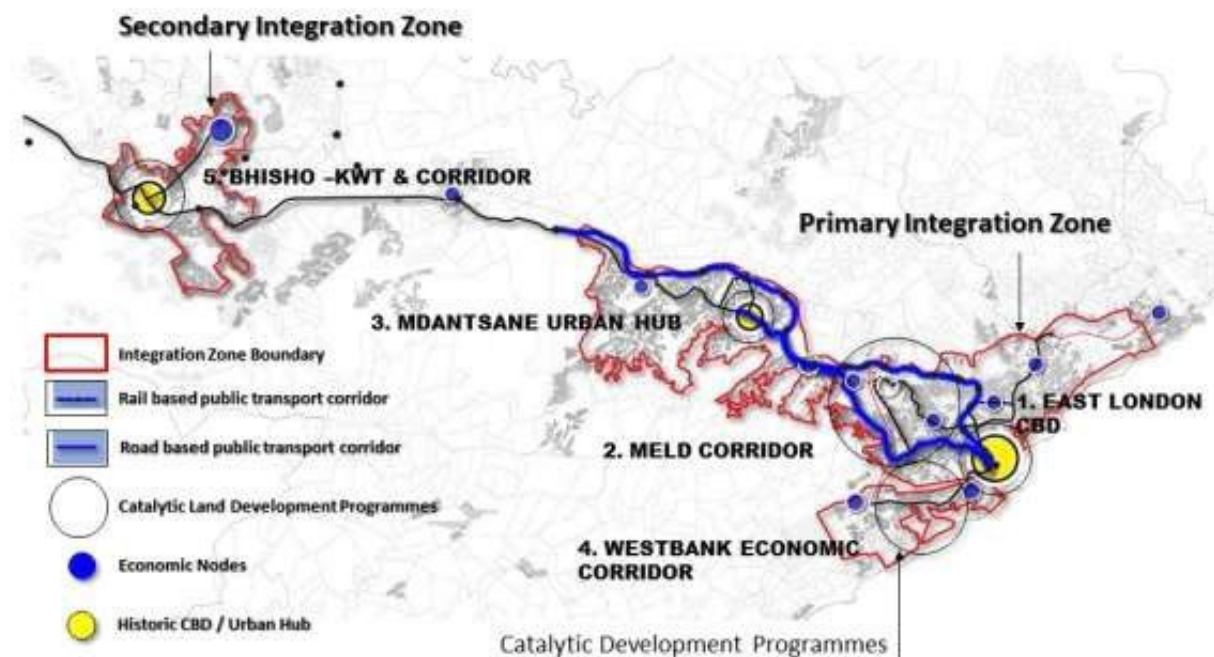 Secondary Integration Zone
5. BHISHO –KWT & CORRIDOR
Primary Integration Zone
3. MDANTSANE URBAN HUB
1. EAST LONDON
CBD
2. MELD CORRIDOR
4. WESTBANK ECONOMIC
CORRIDOR
Integration Zone Boundary
Rail based public transport corridor
Road based public transport corridor
Catalytic Land Development Programmes
Economic Nodes
Historic CBD / Urban Hub
Catalytic Development Programmes